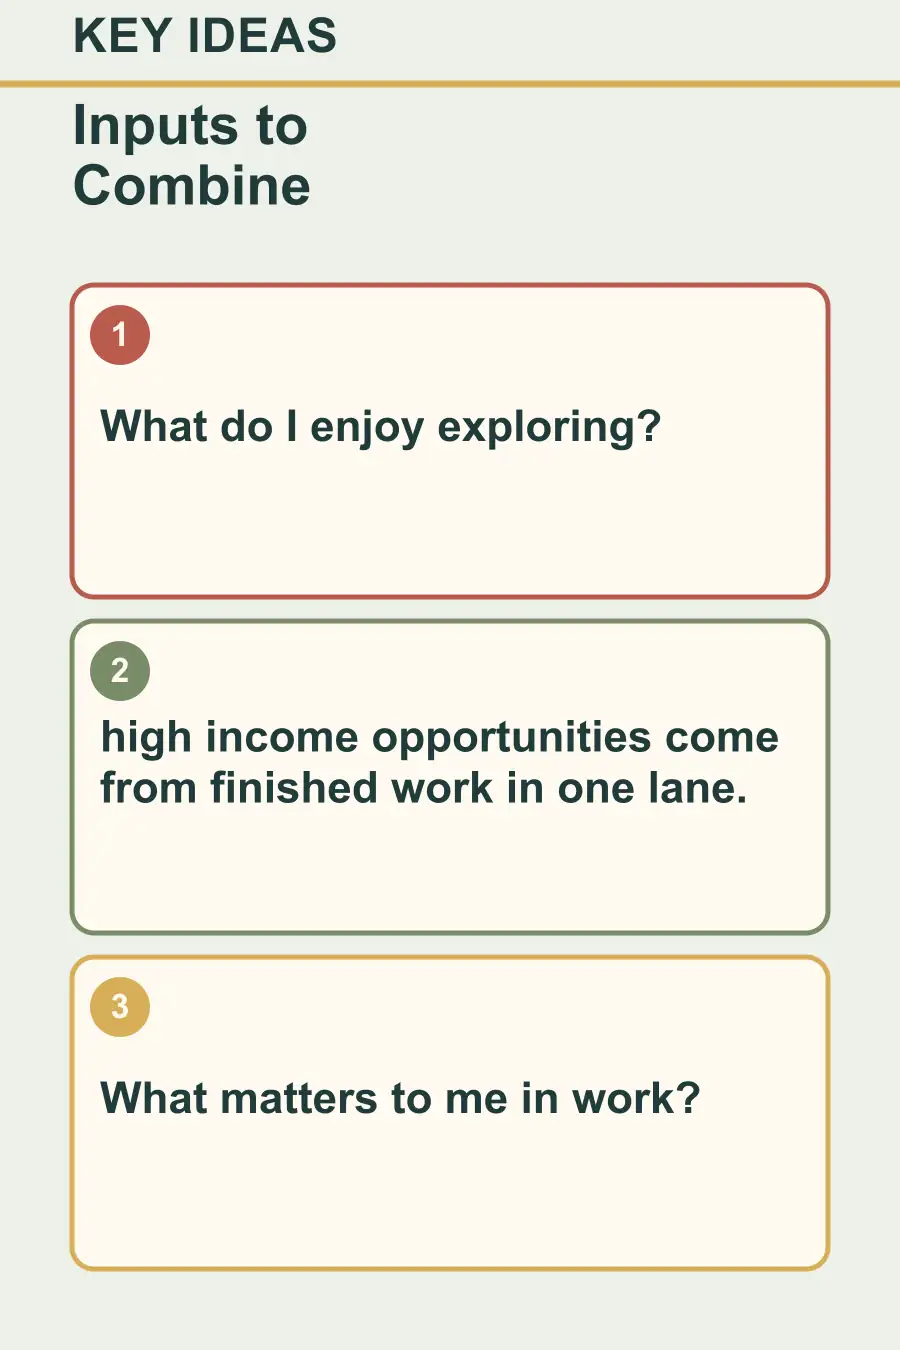 KEY IDEAS
Inputs to
Combine
1
What do I enjoy exploring?
2
high income opportunities come
from finished work in one lane.
3
What matters to me in work?